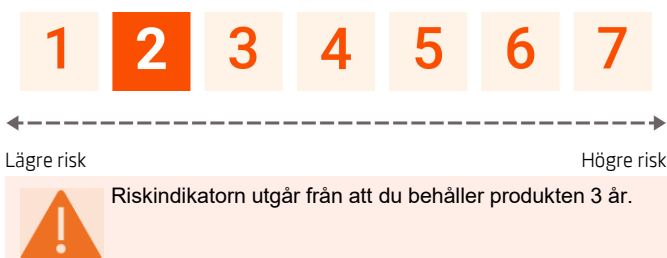 1 2 3 4 5 6 7
Lägre risk Högre risk
Riskindikatorn utgår från att du behåller produkten 3 år.